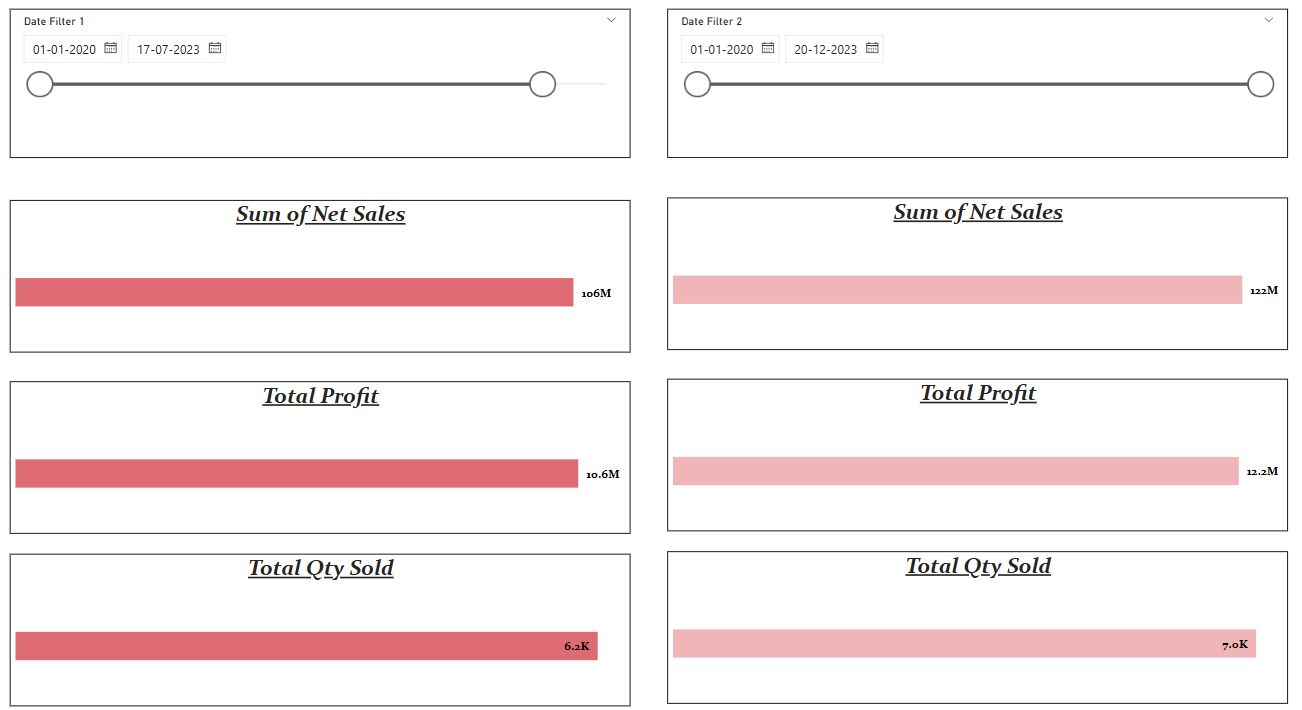 Date Filter 1
01-01-2020 17-07-2023
Sum of Net Sales
106M
Total Profit
10.6M
Total Qty Sold
6.2K
Date Filter 2
01-01-2020 20-12-2023
Sum of Net Sales
122M
Total Profit
12.2M
Total Qty Sold
7.0K